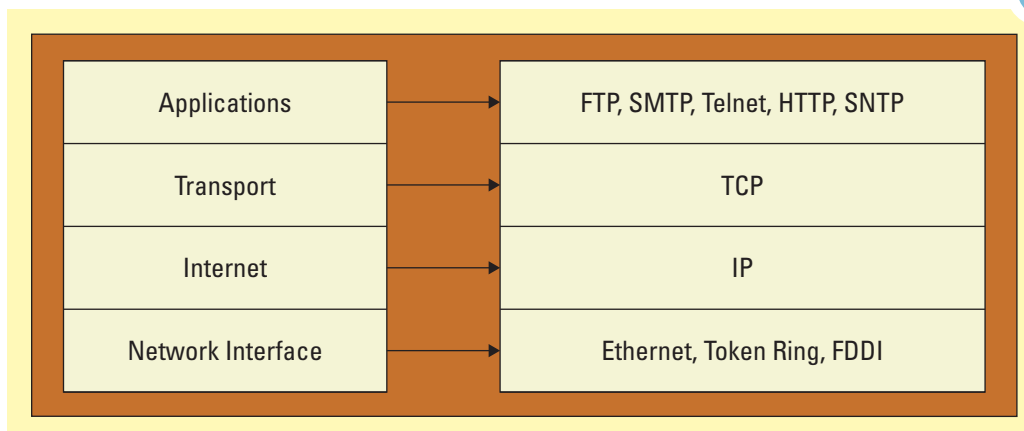 Applications
FTP, SMTP, Telnet, HTTP, SNTP
Transport
TCP
Internet
IP
Network Interface
Ethernet, Token Ring, FDDI